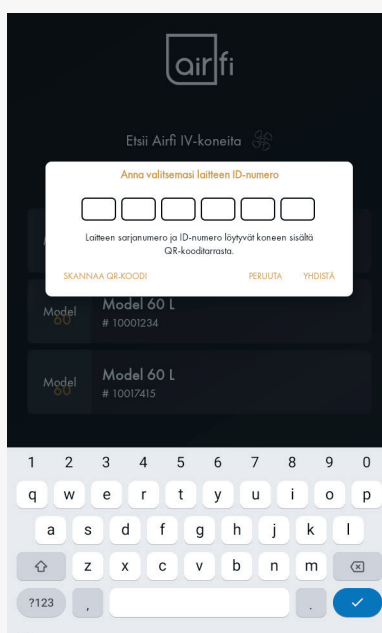 airfi
Etsii Airfi IV-koneita
Anna valitsemasi laitteen ID-numero
Laitteen sarjanumero ja ID-numero löytyvät koneen sisältä
QR-kooditarrasta.
SKANNAA QR-KOODI PERUUTA YHDISTÄ
Model 60 L
Model
60
# 10001234
Model 60 L
Model
60
# 10017415
1 2 3 4 5 6 7 8 9 0
q w e r t y u i o p
a s d f g h j k l
z x c v b n m
?123 , .